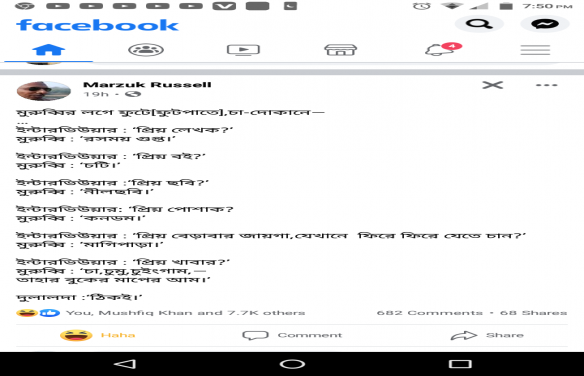 7:50 PM
facebook
4
Marzuk Russell
19h
মুরুব্বির লগে ফুটে[ফুটপাতে],চা-দোকানে—
...
ইন্টারভিউয়ার : 'প্রিয় লেখক?'
মুরুব্বি : 'রসময় গুপ্ত।'
ইন্টারভিউয়ার : 'প্রিয় বই?'
মুরুব্বি : 'চটি।'
ইন্টারভিউয়ার :'প্রিয় ছবি?'
মুরুব্বি : 'নীলছবি।'
ইন্টারভিউয়ার: 'প্রিয় পোশাক?
মুরুব্বি : 'কনডম।'
ইন্টারভিউয়ার : 'প্রিয় বেড়াবার জায়গা,যেখানে ফিরে ফিরে যেতে চান?'
মুরুব্বি : 'মাগিপাড়া।'
ইন্টারভিউয়ার : 'প্রিয় খাবার?'
মুরুব্বি : 'চা,চুমু,চুইংগাম,—
তাহার বুকের মাপের আম।'
দুলালদা :'ঠিকই।'
You, Mushfiq Khan and 7.7K others 682 Comments • 68 Shares
Haha Comment Share